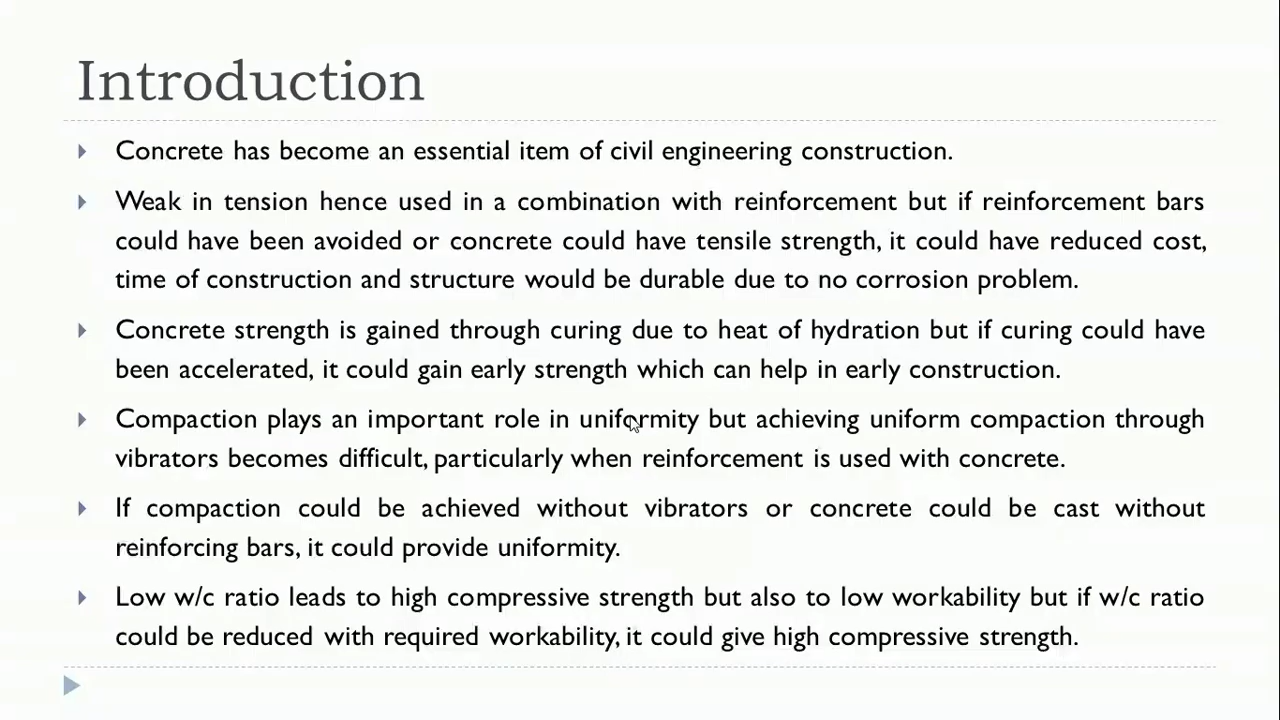 Introduction
Concrete has become an essential item of civil engineering construction.
Weak in tension hence used in a combination with reinforcement but if reinforcement bars
could have been avoided or concrete could have tensile strength, it could have reduced cost,
time of construction and structure would be durable due to no corrosion problem.
Concrete strength is gained through curing due to heat of hydration but if curing could have
been accelerated, it could gain early strength which can help in early construction.
Compaction plays an important role in uniformity but achieving uniform compaction through
vibrators becomes difficult, particularly when reinforcement is used with concrete.
If compaction could be achieved without vibrators or concrete could be cast without
reinforcing bars, it could provide uniformity.
Low w/c ratio leads to high compressive strength but also to low workability but if w/c ratio
could be reduced with required workability, it could give high compressive strength.